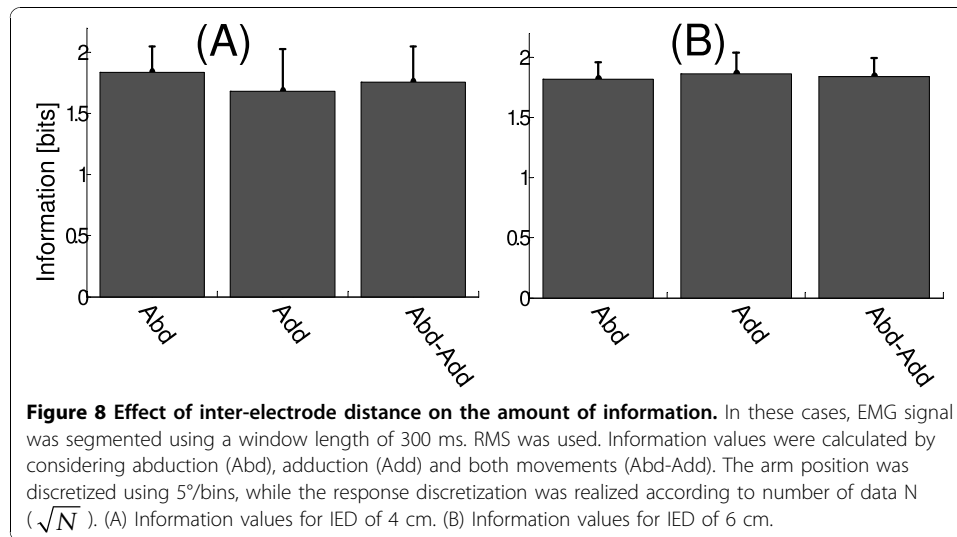 (A)
(B)
Information [bits]
2
1.5
1
0.5
0
Abd
Add
Abd-Add
2
1.5
1
0.5
0
Abd
Add
Abd-Add
Figure 8 Effect of inter-electrode distance on the amount of information. In these cases, EMG signal
was segmented using a window length of 300 ms. RMS was used. Information values were calculated by
considering abduction (Abd), adduction (Add) and both movements (Abd-Add). The arm position was
discretized using 5°/bins, while the response discretization was realized according to number of data N
( √N ). (A) Information values for IED of 4 cm. (B) Information values for IED of 6 cm.